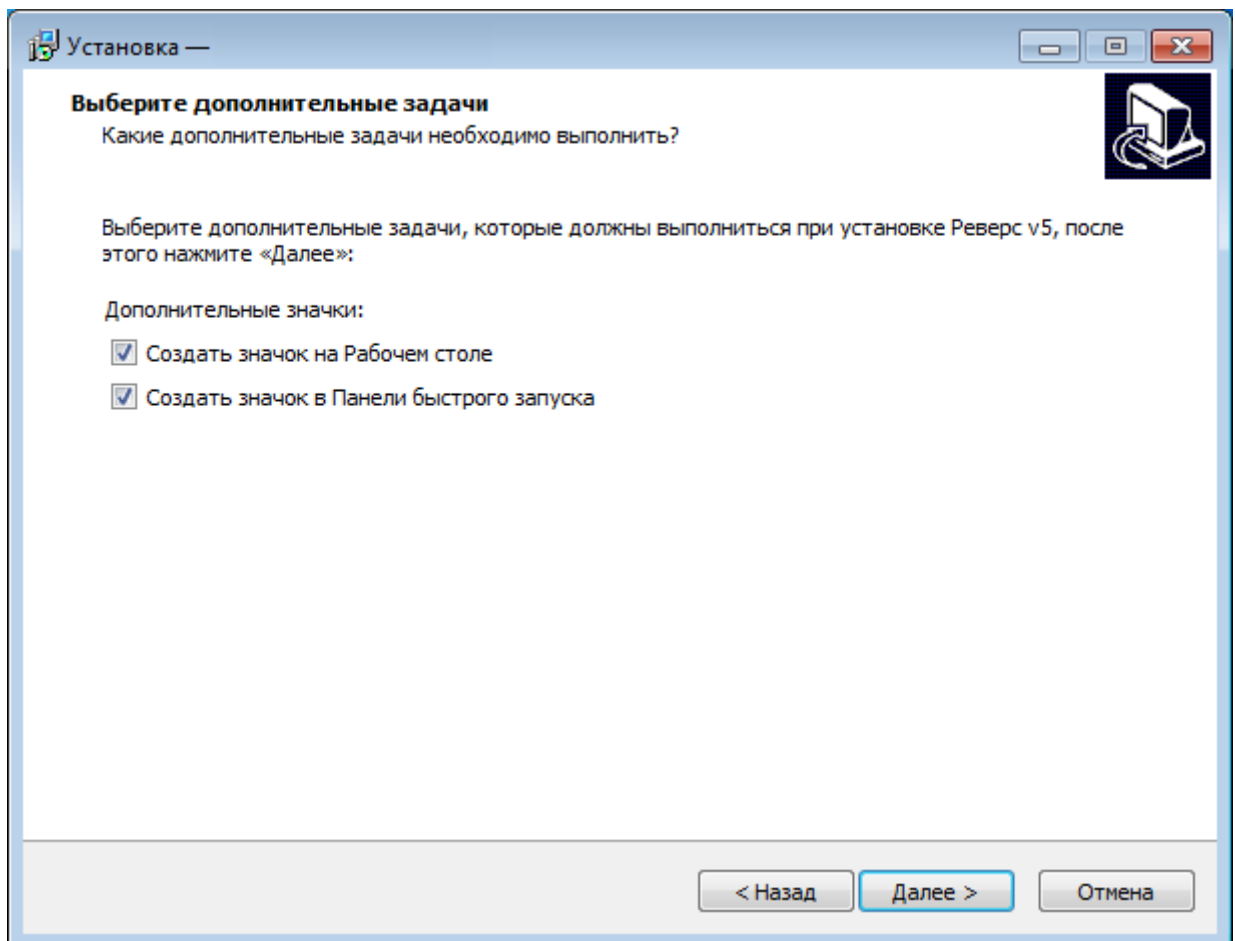 Установка —
Выберите дополнительные задачи
Какие дополнительные задачи необходимо выполнить?
Выберите дополнительные задачи, которые должны выполниться при установке Реверс v5, после
этого нажмите «Далее»:
Дополнительные значки:
Создать значок на Рабочем столе
Создать значок в Панели быстрого запуска
< Назад
Далее >
Отмена